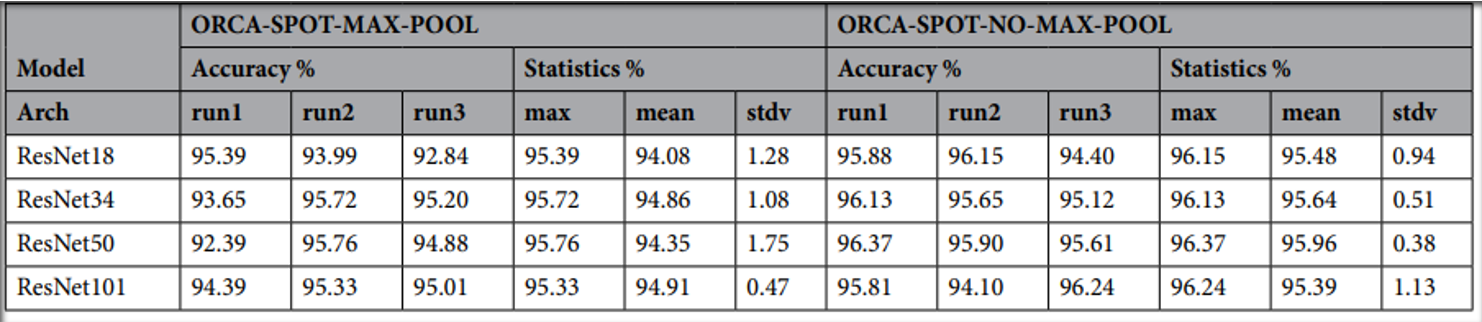 ORCA-SPOT-MAX-POOL ORCA-SPOT-NO-MAX-POOL
Model Accuracy % Statistics % Accuracy % Statistics %
Arch run1 run2 run3 max mean stdv run1 run2 run3 max mean stdv
ResNet18 95.39 93.99 92.84 95.39 94.08 1.28 95.88 96.15 94.40 96.15 95.48 0.94
ResNet34 93.65 95.72 95.20 95.72 94.86 1.08 96.13 95.65 95.12 96.13 95.64 0.51
ResNet50 92.39 95.76 94.88 95.76 94.35 1.75 96.37 95.90 95.61 96.37 95.96 0.38
ResNet101 94.39 95.33 95.01 95.33 94.91 0.47 95.81 94.10 96.24 96.24 95.39 1.13